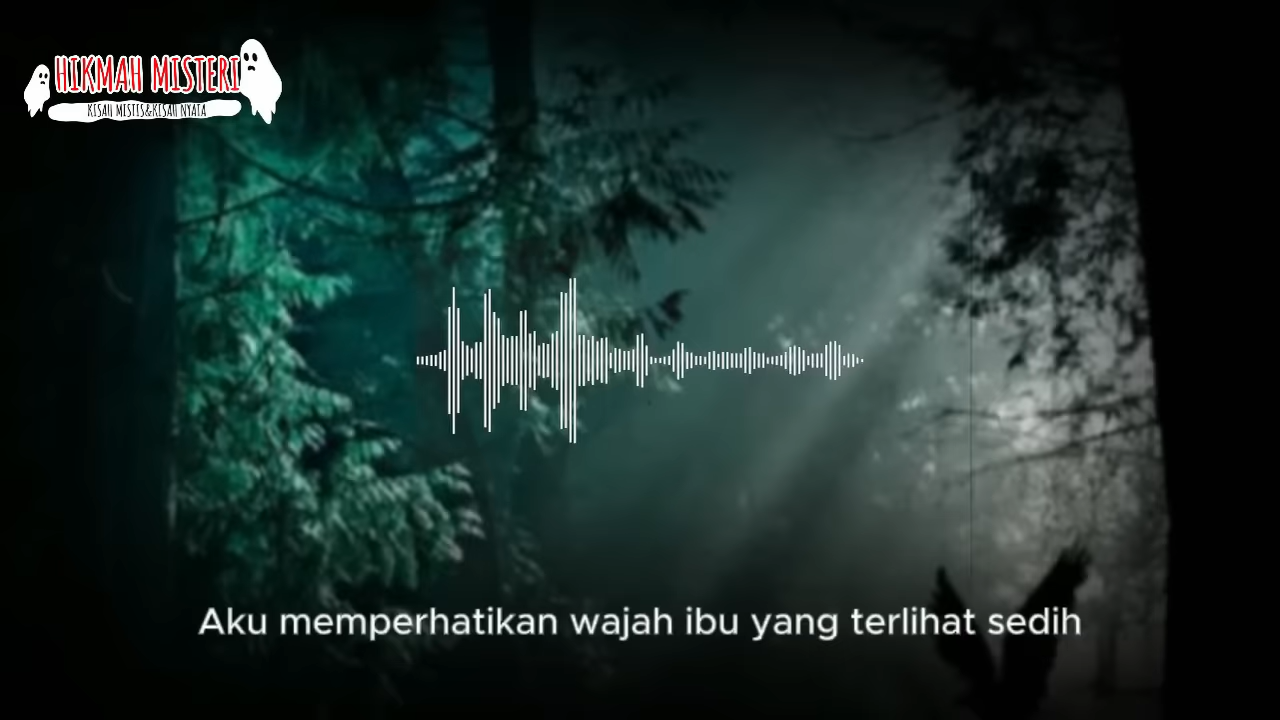 HIKMAH MISTERI
KISAH MISTIS&KISAH NYATA
Aku memperhatikan wajah ibu yang terlihat sedih